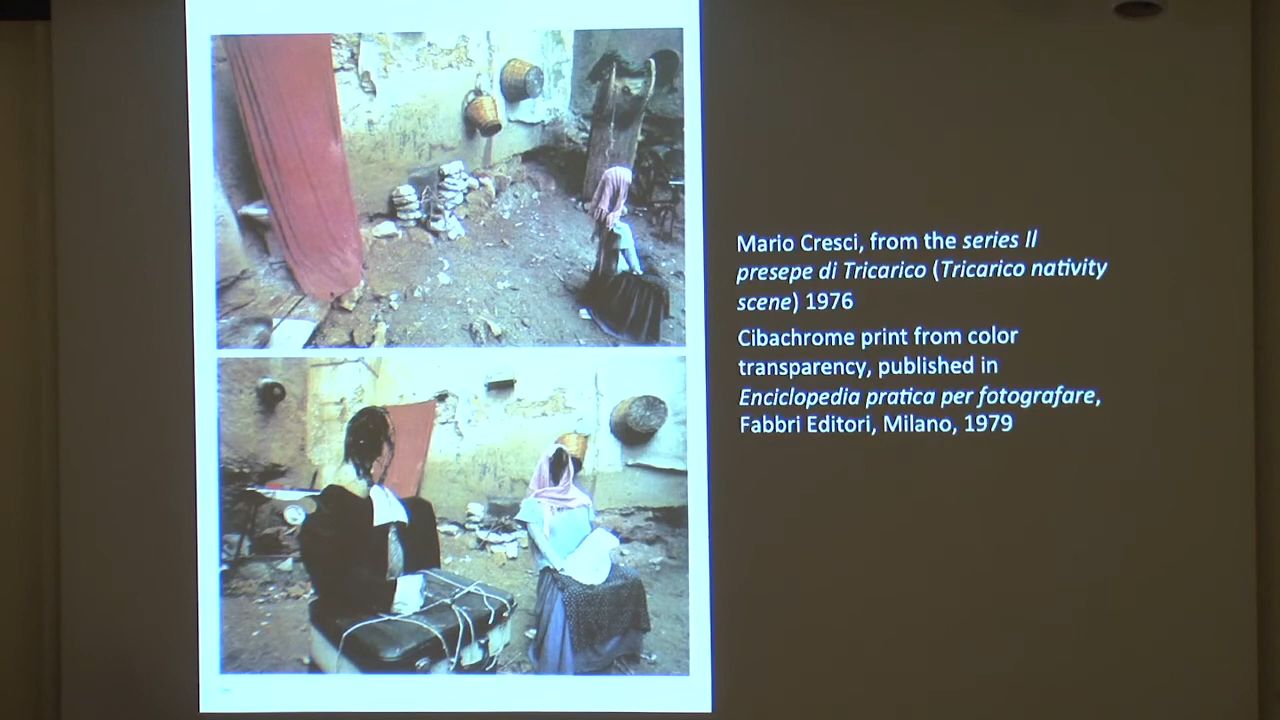 Mario Cresci, from the series Il
presepe di Tricarico (Tricarico nativity
scene) 1976
Cibachrome print from color
transparency, published in
Enciclopedia pratica per fotografare,
Fabbri Editori, Milano, 1979